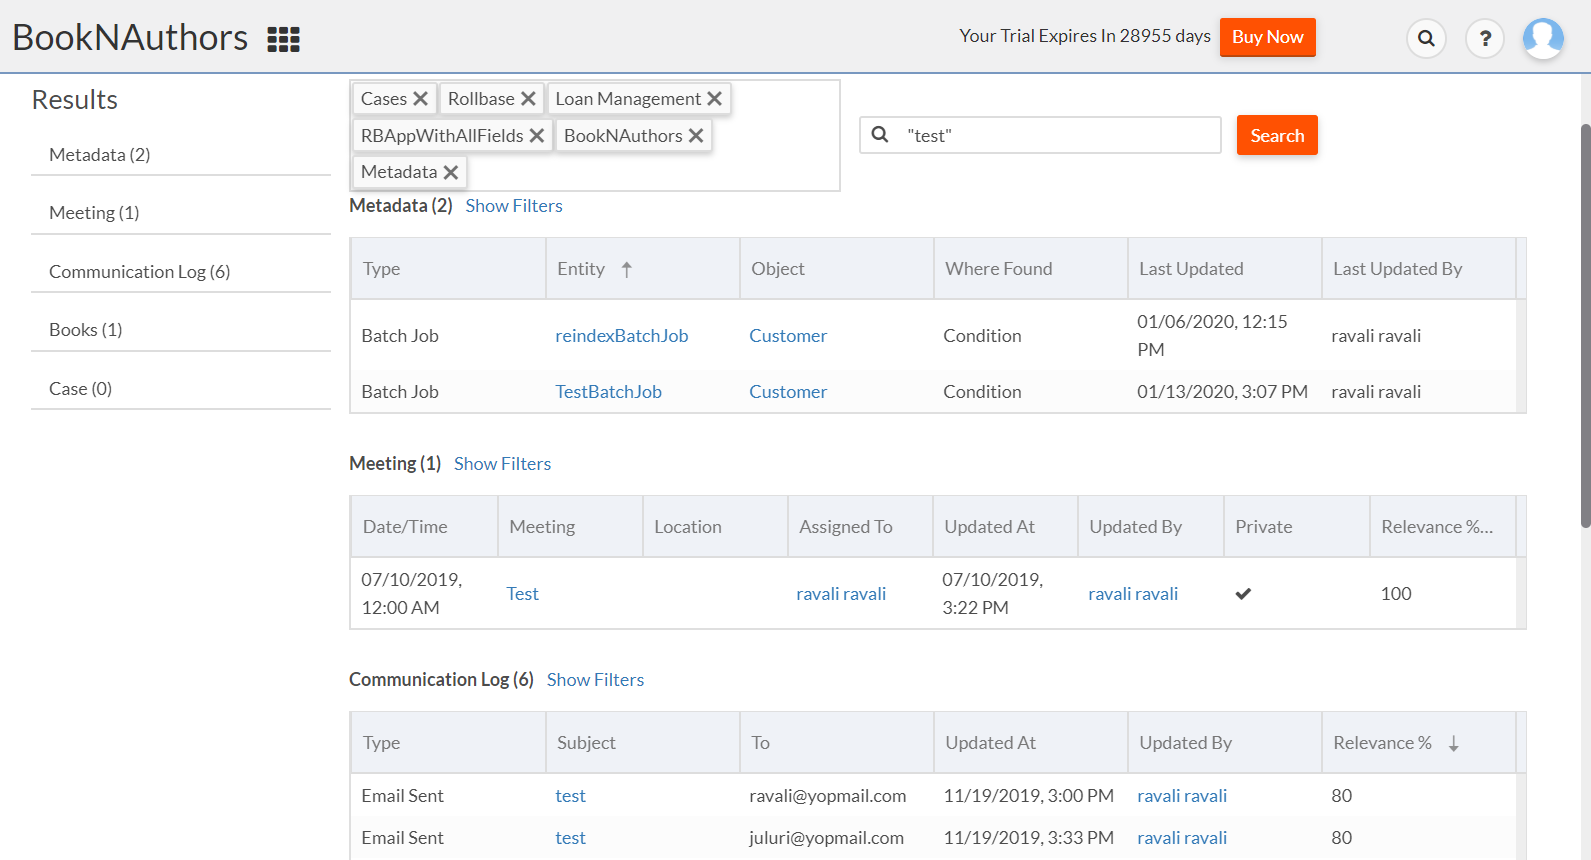 BookNAuthors
Your Trial Expires In 28955 days Buy Now ?
Results
Metadata (2)
Meeting (1)
Communication Log (6)
Books (1)
Case (0)
Cases Rollbase Loan Management
RBAppWithAllFields BookNAuthors
Metadata
"test" Search
Metadata (2) Show Filters
Type Entity Object Where Found Last Updated Last Updated By
Batch Job reindexBatchJob Customer Condition 01/06/2020, 12:15 PM ravali ravali
Batch Job TestBatchJob Customer Condition 01/13/2020, 3:07 PM ravali ravali
Meeting (1) Show Filters
Date/Time Meeting Location Assigned To Updated At Updated By Private Relevance %...
07/10/2019, 12:00 AM Test ravali ravali 07/10/2019, 3:22 PM ravali ravali 100
Communication Log (6) Show Filters
Type Subject To Updated At Updated By Relevance %
Email Sent test ravali@yopmail.com 11/19/2019, 3:00 PM ravali ravali 80
Email Sent test juluri@yopmail.com 11/19/2019, 3:33 PM ravali ravali 80